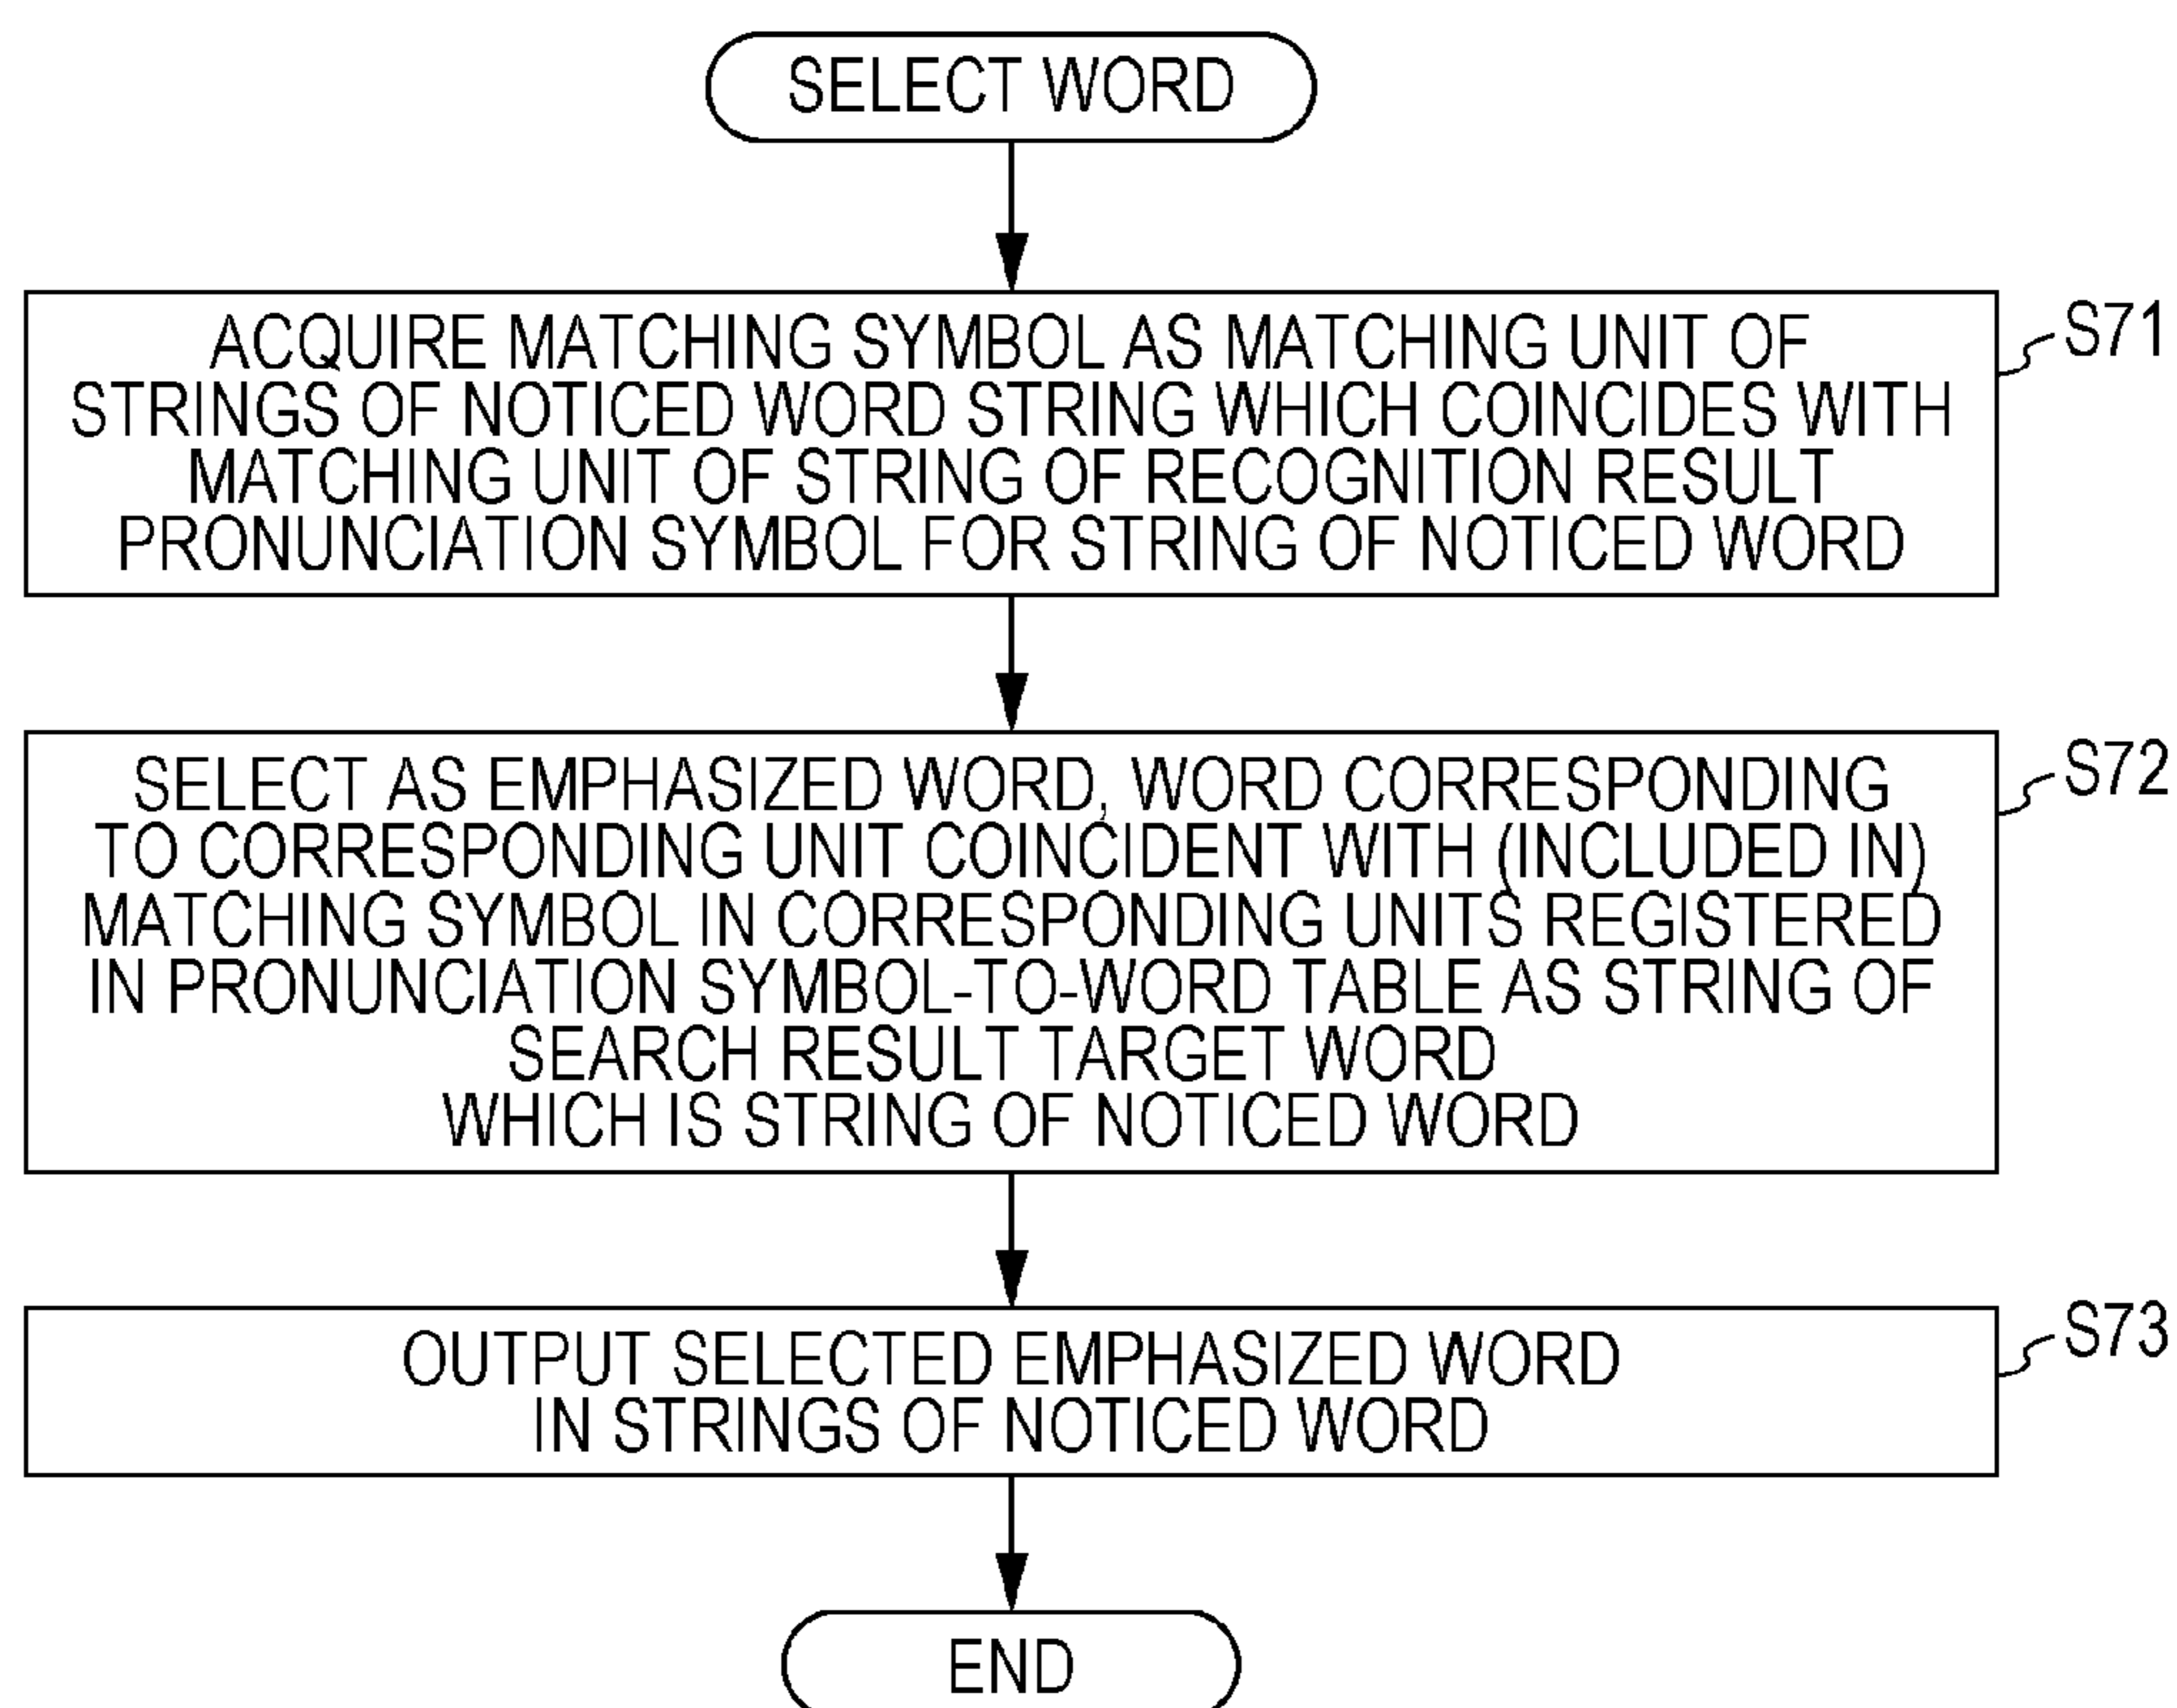 SELECT WORD
ACQUIRE MATCHING SYMBOL AS MATCHING UNIT OF
STRINGS OF NOTICED WORD STRING WHICH COINCIDES WITH
MATCHING UNIT OF STRING OF RECOGNITION RESULT
PRONUNCIATION SYMBOL FOR STRING OF NOTICED WORD
S71
SELECT AS EMPHASIZED WORD, WORD CORRESPONDING
TO CORRESPONDING UNIT COINCIDENT WITH (INCLUDED IN)
MATCHING SYMBOL IN CORRESPONDING UNITS REGISTERED
IN PRONUNCIATION SYMBOL-TO-WORD TABLE AS STRING OF
SEARCH RESULT TARGET WORD
WHICH IS STRING OF NOTICED WORD
S72
OUTPUT SELECTED EMPHASIZED WORD
IN STRINGS OF NOTICED WORD
S73
END